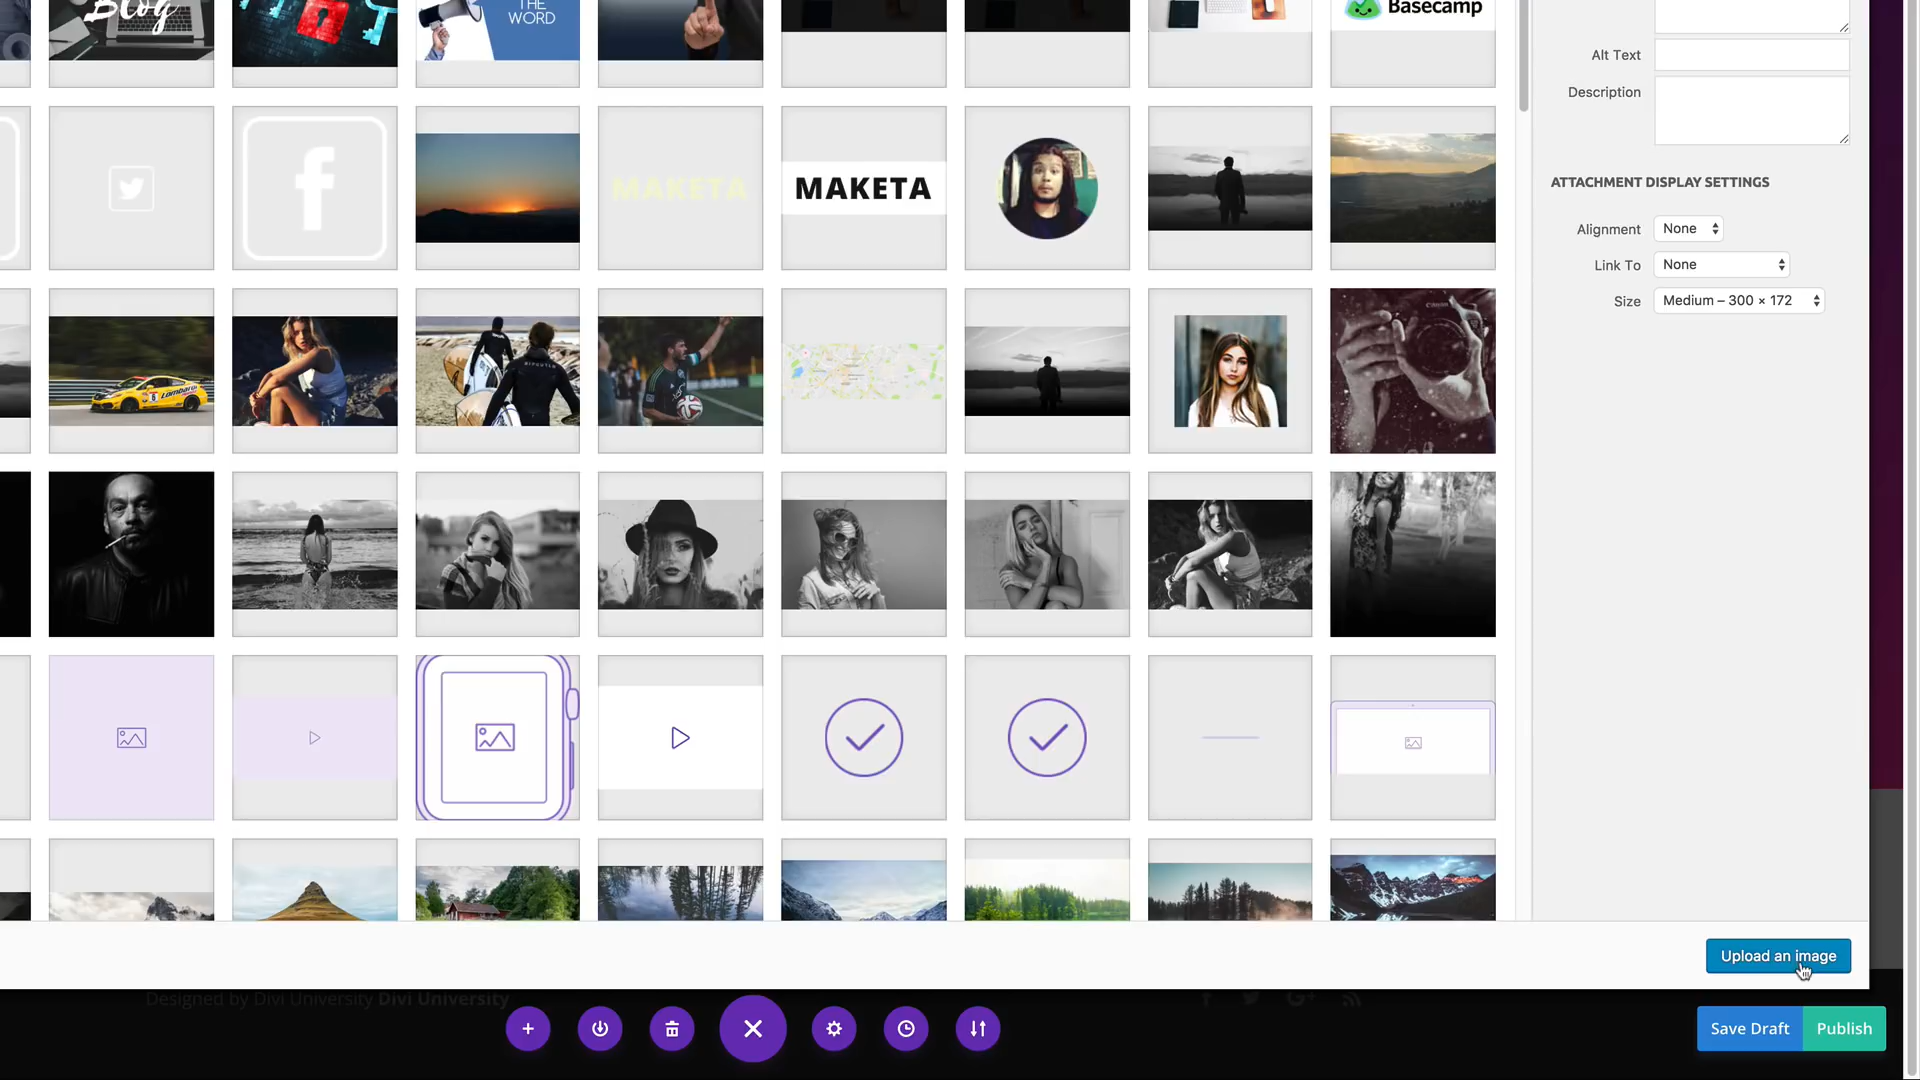 Blog
THE
WORD
Basecamp
Alt Text
Description
MAKETA
MAKETA
ATTACHMENT DISPLAY SETTINGS
Alignment None
Link To None
Size Medium – 300 × 172
Upload an image
Designed by Divi University Divi University
Save Draft Publish